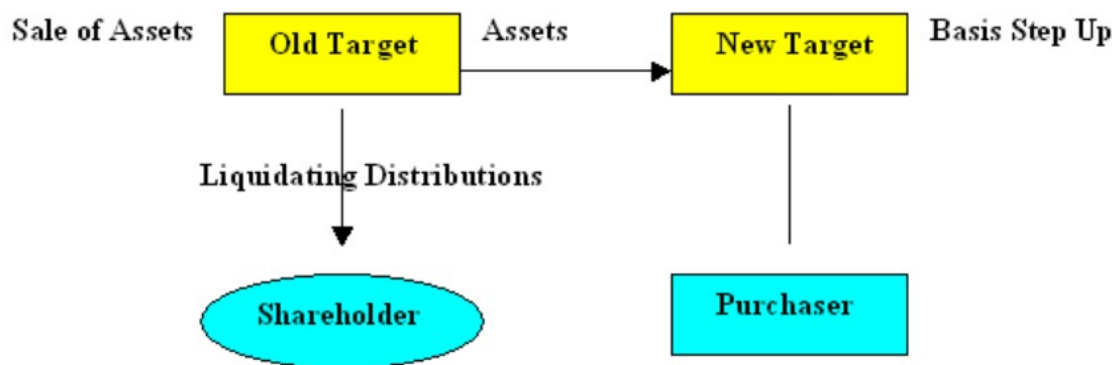 Sale of Assets
Old Target
Assets
New Target
Basis Step Up
Liquidating Distributions
Shareholder
Purchaser